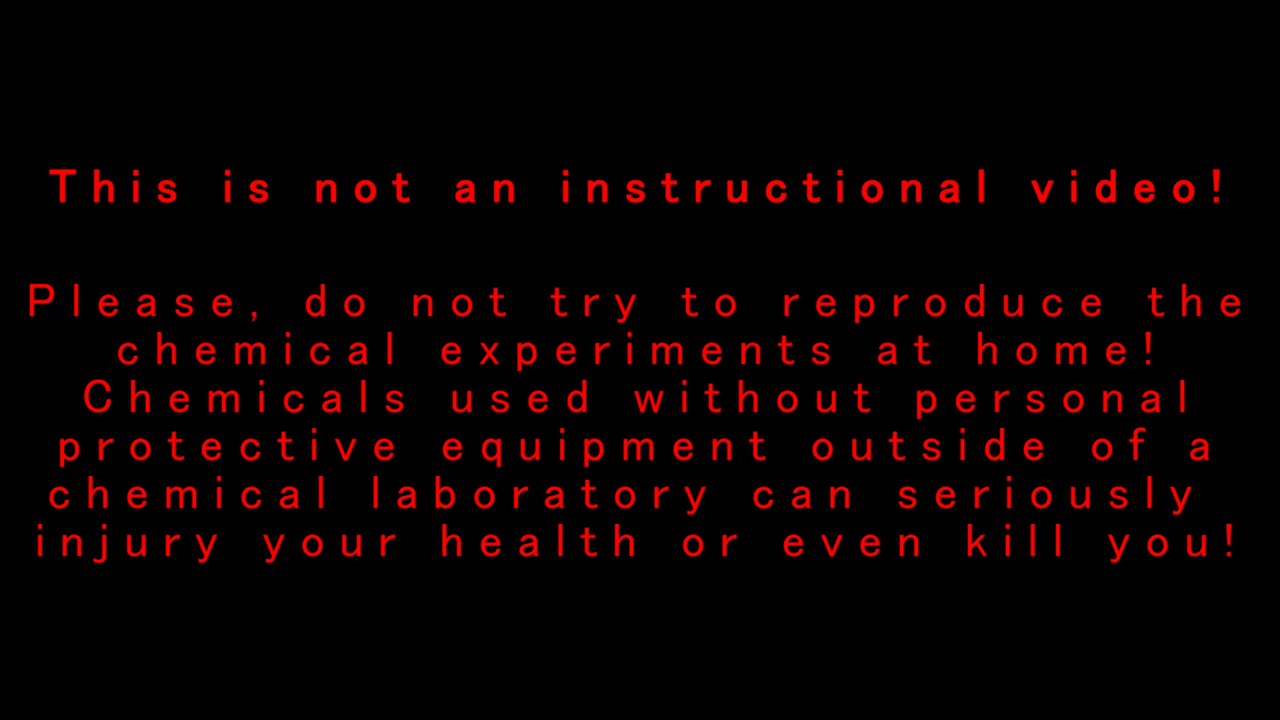 This is not an instructional video!
Please, do not try to reproduce the
chemical experiments at home!
Chemicals used without personal
protective equipment outside of a
chemical laboratory can seriously
injury your health or even kill you!